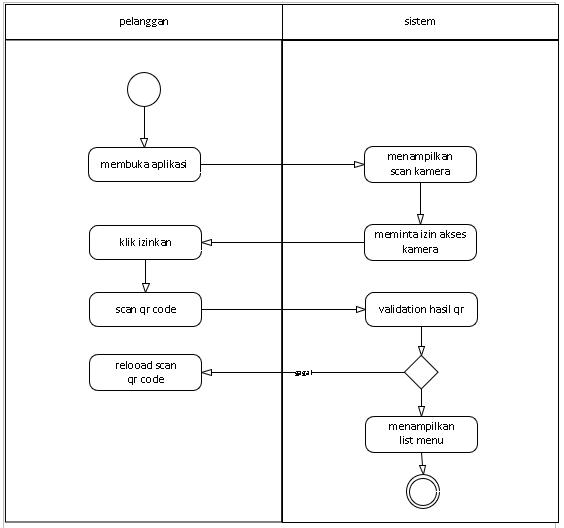 pelanggan
sistem
membuka aplikasi
menampilkan
scan kamera
meminta izin akses
kamera
klik izinkan
scan qr code
validation hasil qr
gagal
relooad scan
qr code
menampilkan
list menu